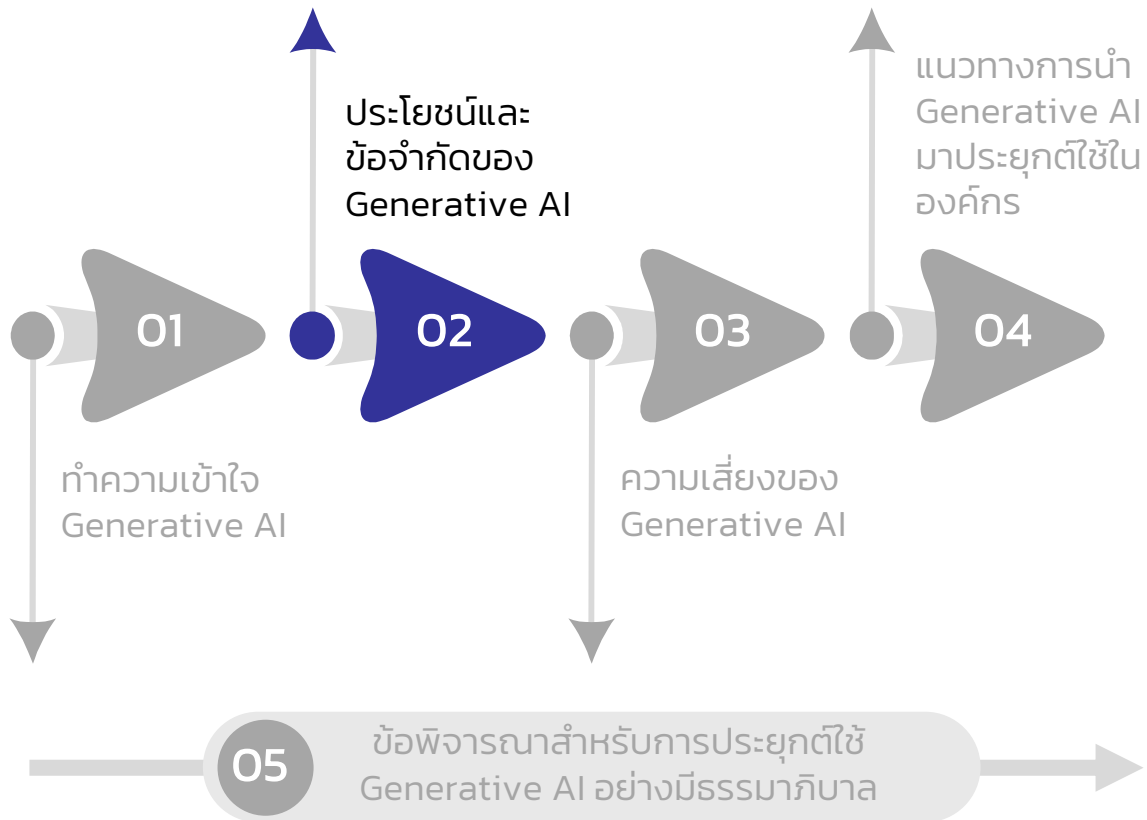 ประโยชน์และ
ข้อจำกัดของ
Generative AI
แนวทางการนำ
Generative AI
มาประยุกต์ใช้ใน
องค์กร
01
02
03
04
ทำความเข้าใจ
Generative AI
ความเสี่ยงของ
Generative AI
05
ข้อพิจารณาสำหรับการประยุกต์ใช้
Generative AI อย่างมีธรรมาภิบาล